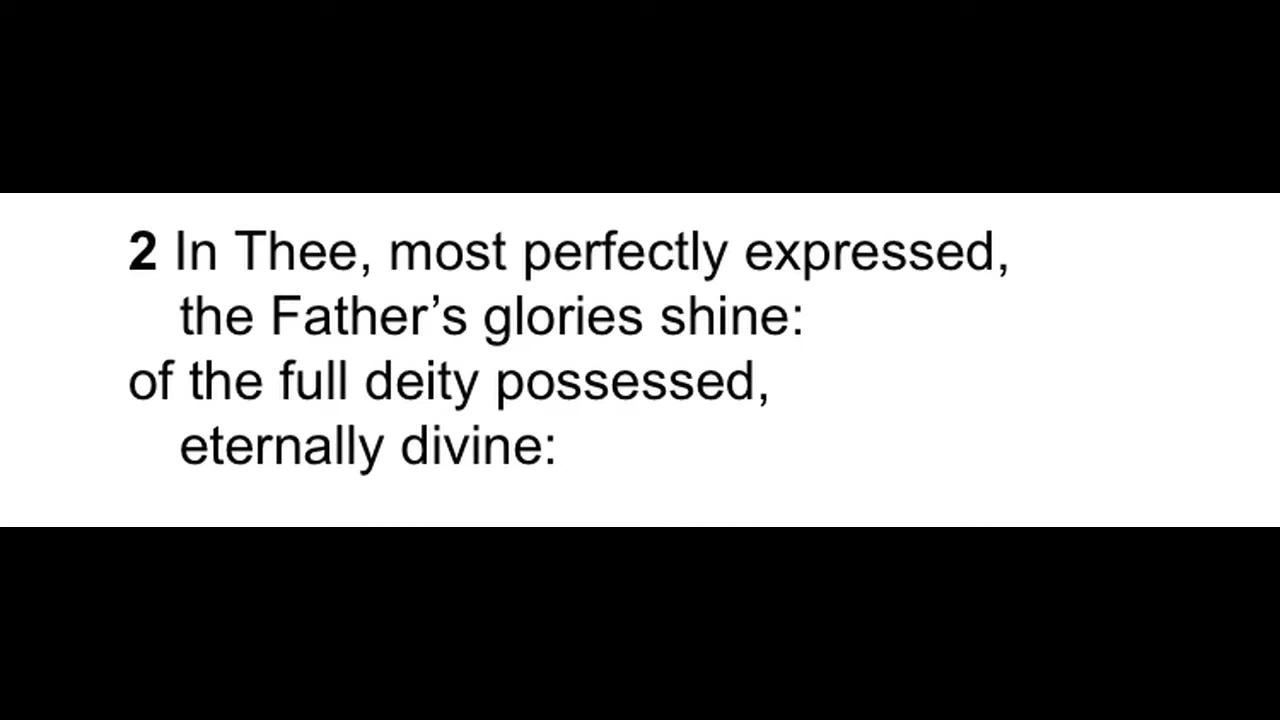 2 In Thee, most perfectly expressed,
the Father’s glories shine:
of the full deity possessed,
eternally divine: